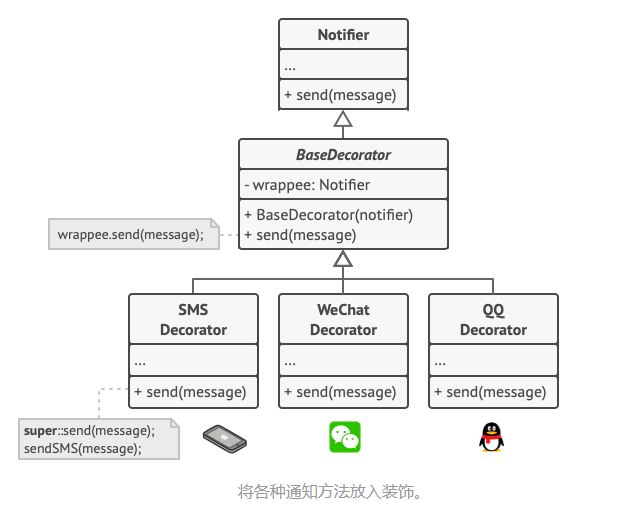 Notifier
...
+ send(message)
BaseDecorator
- wrappee: Notifier
+ BaseDecorator(notifier)
+ send(message)
wrappee.send(message);
SMS
Decorator
...
+ send(message)
WeChat
Decorator
...
+ send(message)
QQ
Decorator
...
+ send(message)
super::send(message);
sendSMS(message);
将各种通知方法放入装饰。